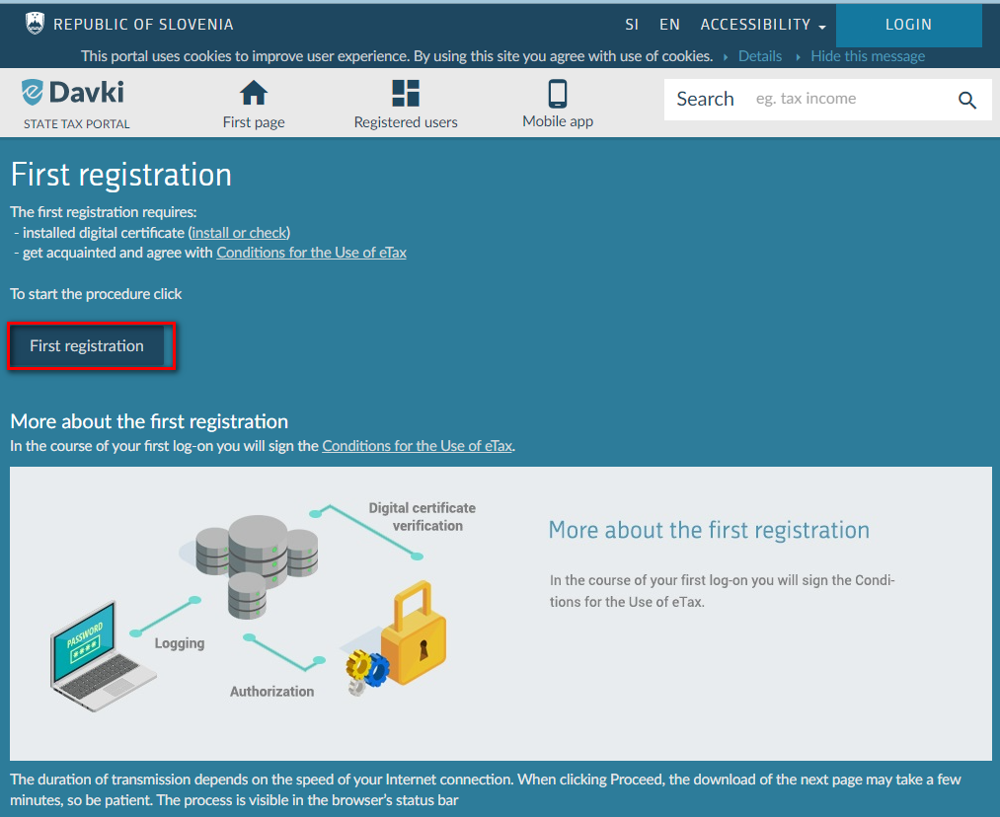 REPUBLIC OF SLOVENIA
SI EN ACCESSIBILITY LOGIN
This portal uses cookies to improve user experience. By using this site you agree with use of cookies. Details Hide this message
eDavki
STATE TAX PORTAL
First page
Registered users
Mobile app
Search eg. tax income
First registration
The first registration requires:
- installed digital certificate (install or check)
- get acquainted and agree with Conditions for the Use of eTax
To start the procedure click
First registration
More about the first registration
In the course of your first log-on you will sign the Conditions for the Use of eTax.
Digital certificate
verification
PASSWORD
****
Logging
Authorization
More about the first registration
In the course of your first log-on you will sign the Condi-
tions for the Use of eTax.
The duration of transmission depends on the speed of your Internet connection. When clicking Proceed, the download of the next page may take a few
minutes, so be patient. The process is visible in the browser's status bar